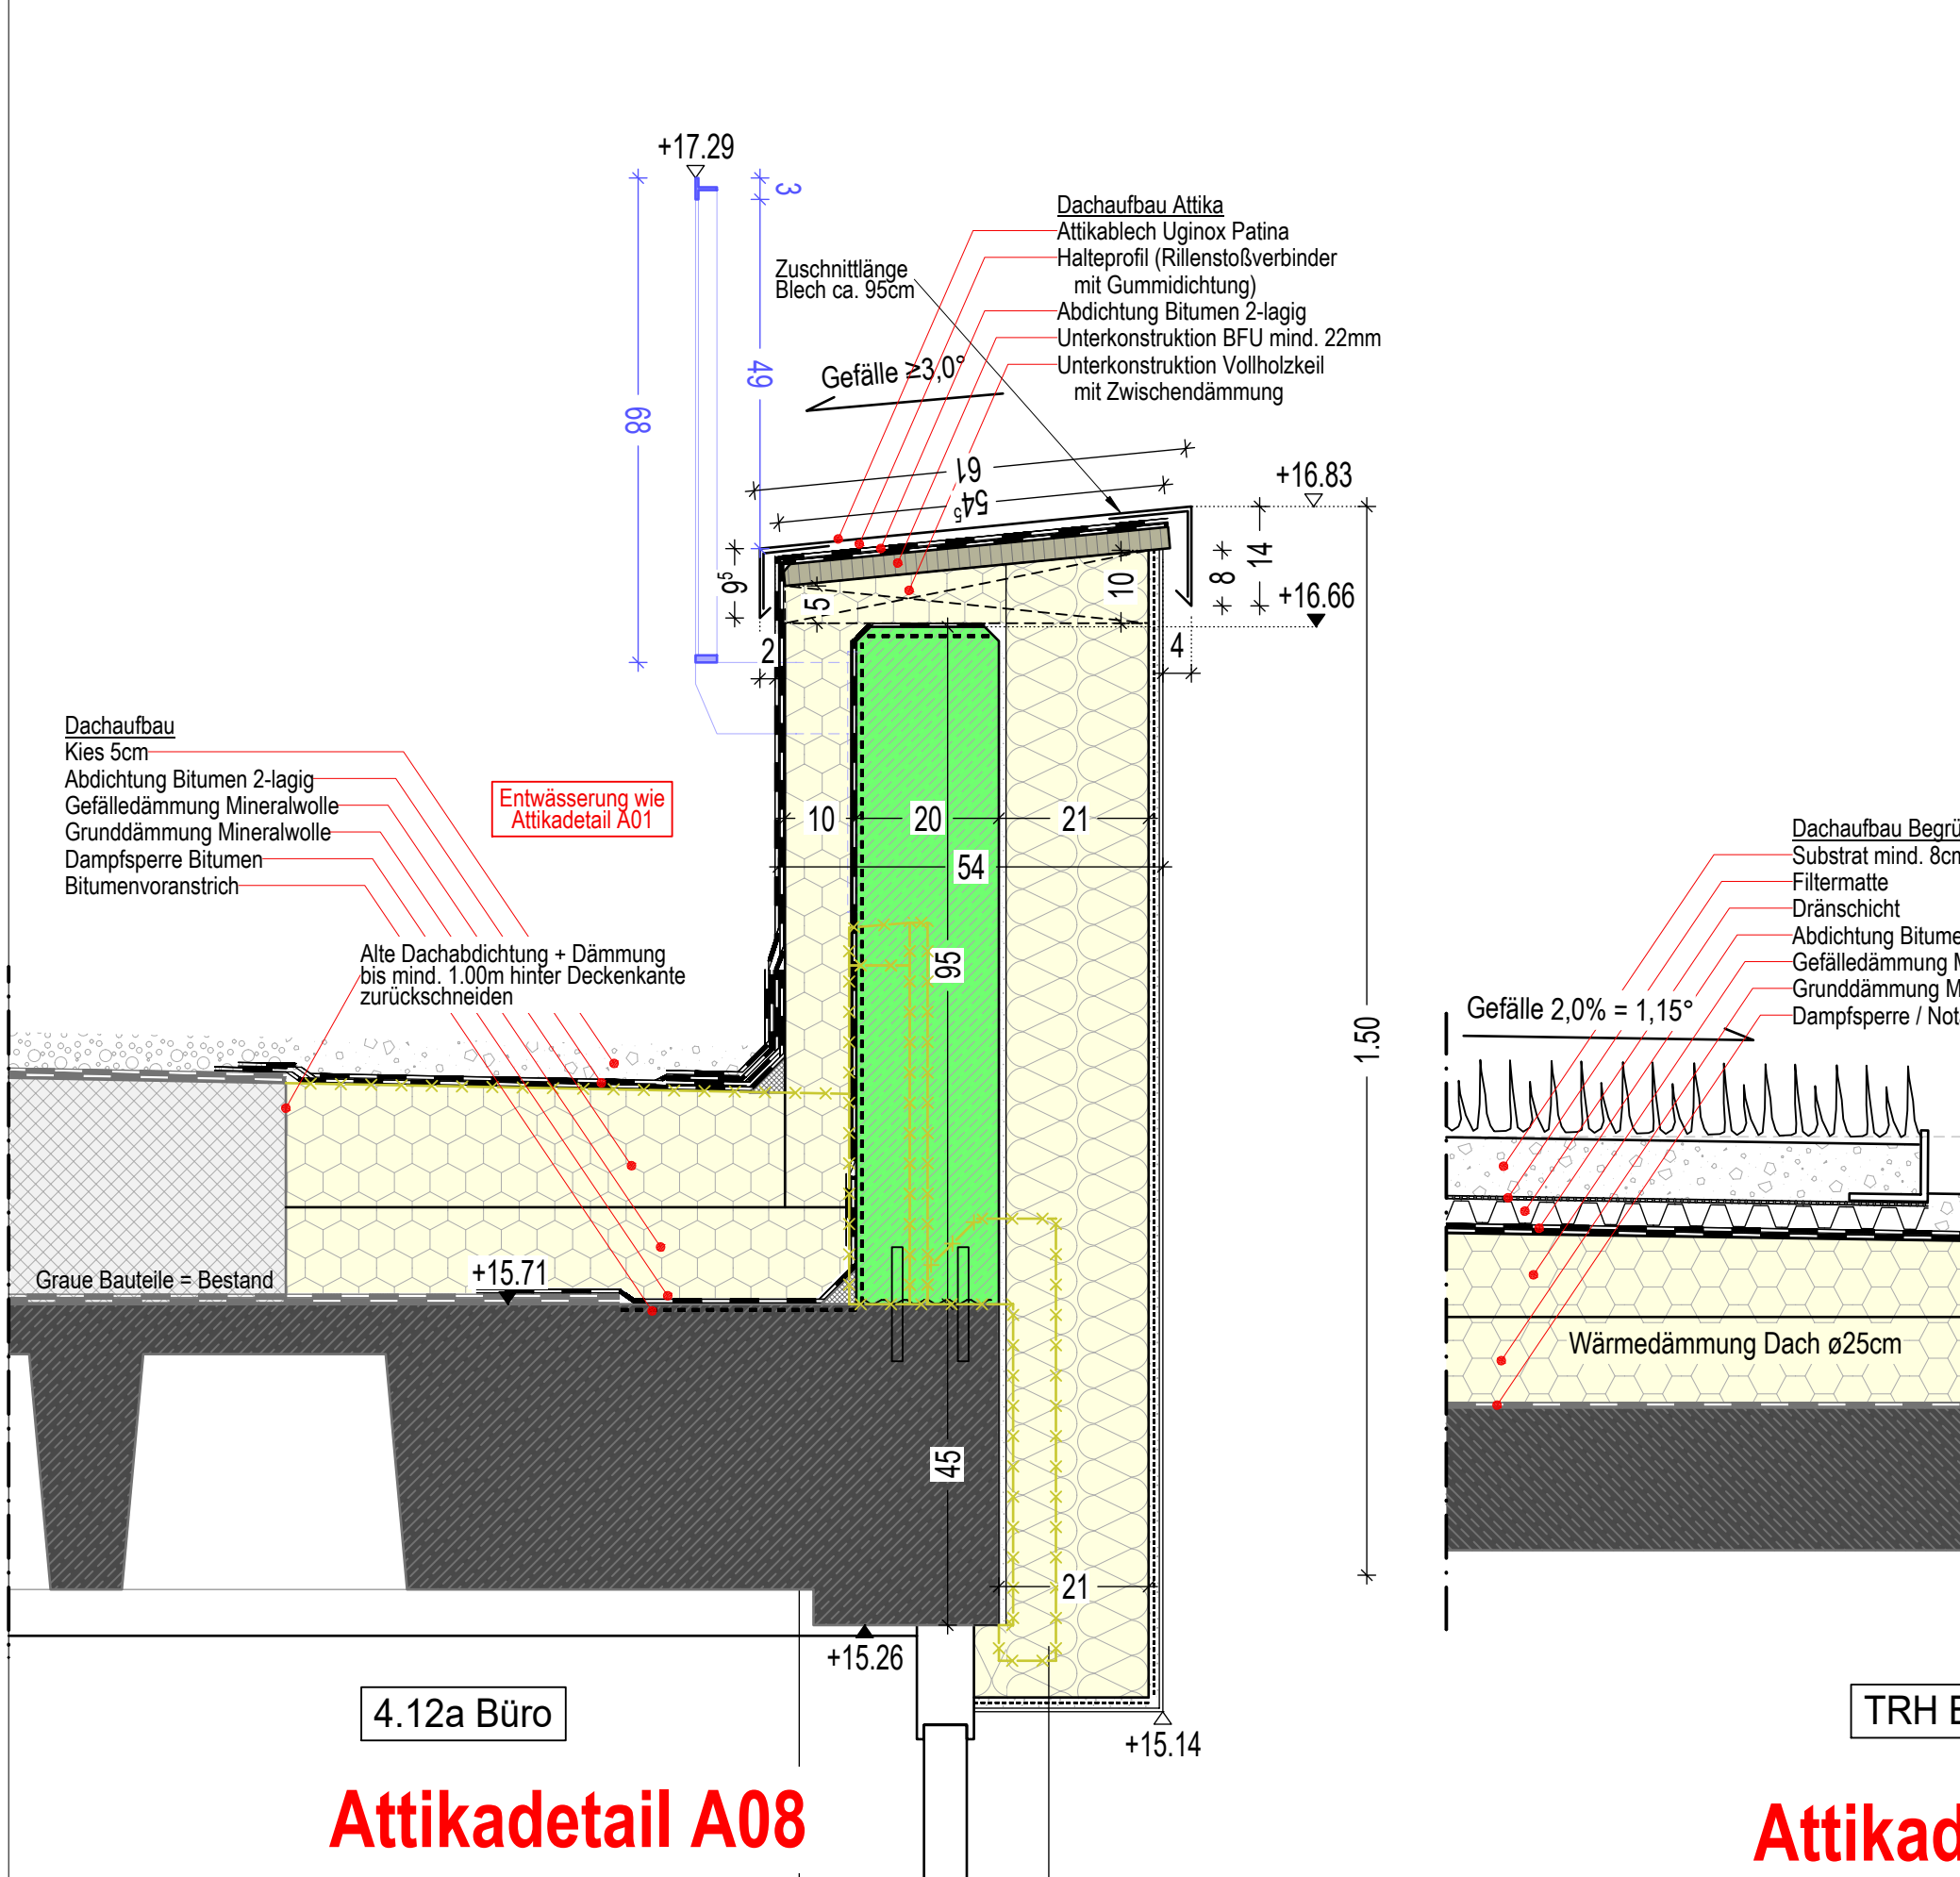 +17.29
3
49
68
Dachaufbau Attika
Attikablech Uginox Patina
Halteprofil (Rillenstoßverbinder
mit Gummidichtung)
Abdichtung Bitumen 2-lagig
Unterkonstruktion BFU mind. 22mm
Unterkonstruktion Vollholzkeil
mit Zwischendämmung
Zuschnittlänge
Blech ca. 95cm
Gefälle ≥3,0°
61
54⁵
+16.83
14
8
10
+16.66
9⁵
5
2
4
Dachaufbau
Kies 5cm
Abdichtung Bitumen 2-lagig
Gefälledämmung Mineralwolle
Grunddämmung Mineralwolle
Dampfsperre Bitumen
Bitumenvoranstrich
Entwässerung wie
Attikadetail A01
10
20
21
54
95
Alte Dachabdichtung + Dämmung
bis mind. 1.00m hinter Deckenkante
zurückschneiden
1.50
Graue Bauteile = Bestand
+15.71
45
21
+15.26
+15.14
4.12a Büro
Attikadetail A08
Dachaufbau Begrü
Substrat mind. 8cm
Filtermatte
Dränschicht
Abdichtung Bitume
Gefälledämmung M
Grunddämmung M
Dampfsperre / Not
Gefälle 2,0% = 1,15°
Wärmedämmung Dach ø25cm
TRH E
Attikad